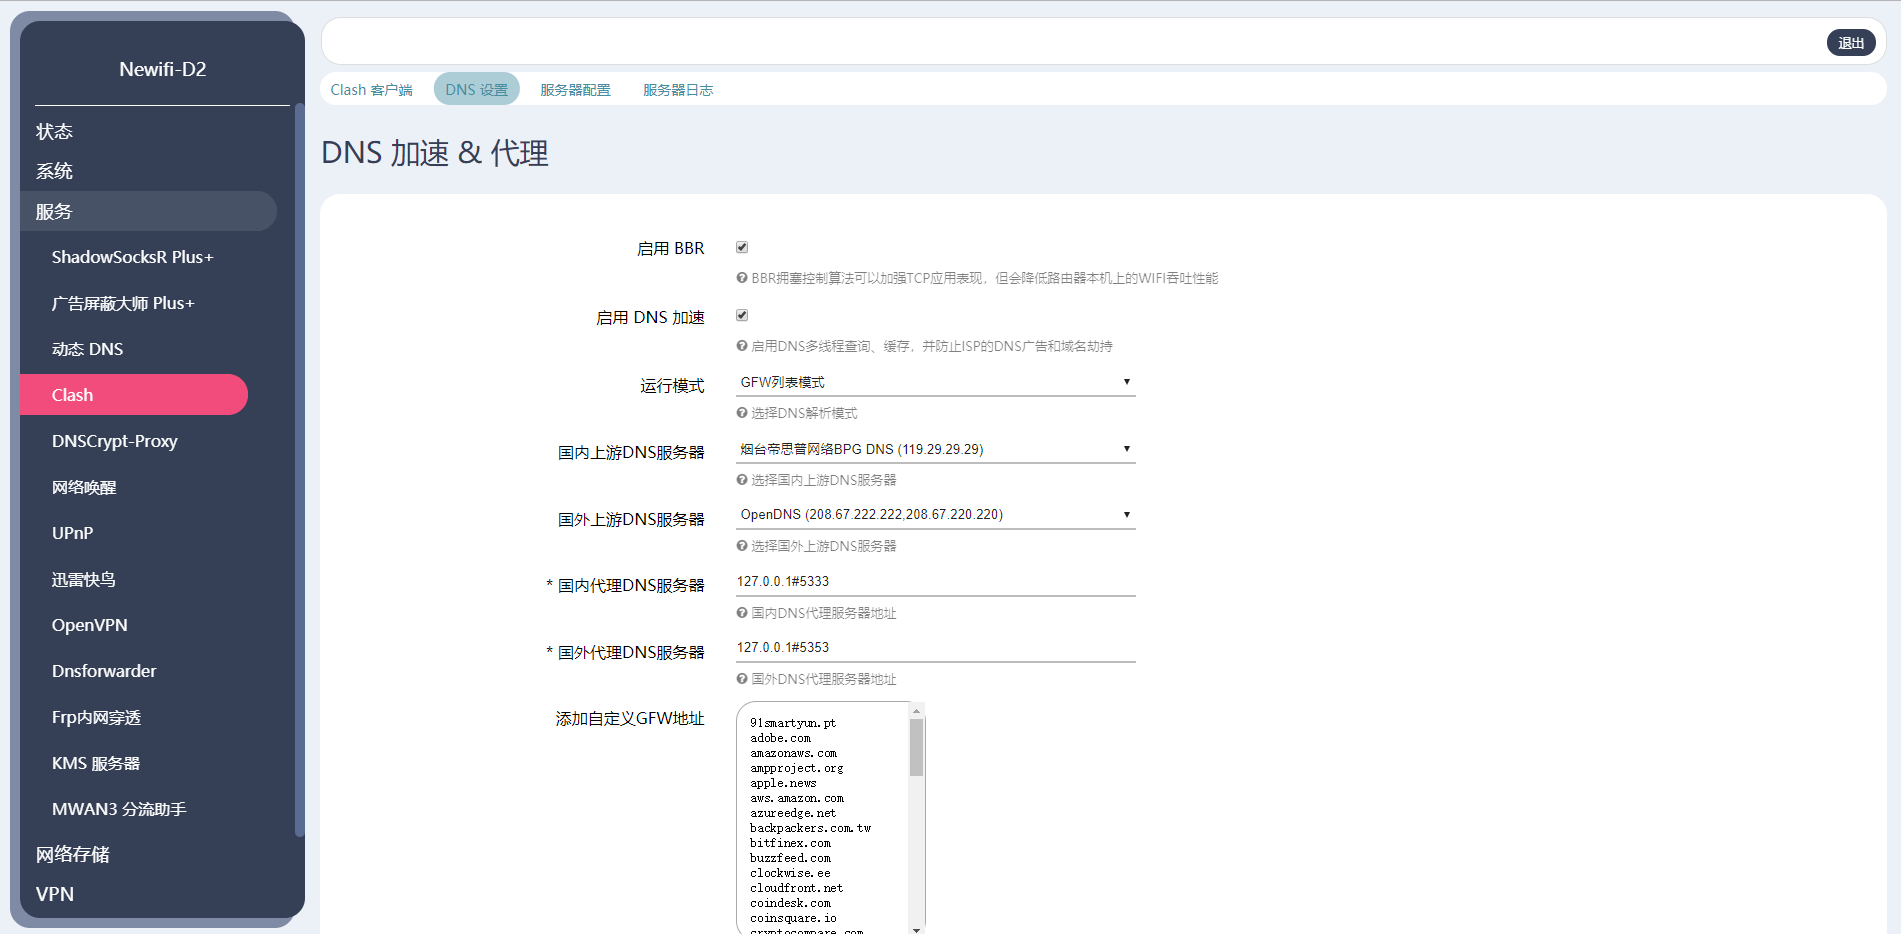 Newifi-D2
状态
系统
服务
ShadowSocksR Plus+
广告屏蔽大师 Plus+
动态 DNS
Clash
DNSCrypt-Proxy
网络唤醒
UPnP
迅雷快鸟
OpenVPN
Dnsforwarder
Frp内网穿透
KMS 服务器
MWAN3 分流助手
网络存储
VPN
退出
Clash 客户端 DNS 设置 服务器配置 服务器日志
DNS 加速 & 代理
启用 BBR
BBR拥塞控制算法可以加强TCP应用表现，但会降低路由器本机上的WIFI吞吐性能
启用 DNS 加速
启用DNS多线程查询、缓存，并防止ISP的DNS广告和域名劫持
运行模式 GFW列表模式
选择DNS解析模式
国内上游DNS服务器 烟台帝思普网络BPG DNS (119.29.29.29)
选择国内上游DNS服务器
国外上游DNS服务器 OpenDNS (208.67.222.222,208.67.220.220)
选择国外上游DNS服务器
* 国内代理DNS服务器 127.0.0.1#5333
国内DNS代理服务器地址
* 国外代理DNS服务器 127.0.0.1#5353
国外DNS代理服务器地址
添加自定义GFW地址
91smartyun.pt
adobe.com
amazonaws.com
ampproject.org
apple.news
aws.amazon.com
azureedge.net
backpackers.com.tw
bitfinex.com
buzzfeed.com
clockwise.ee
cloudfront.net
coindesk.com
coinsquare.io
cryptocompare.com